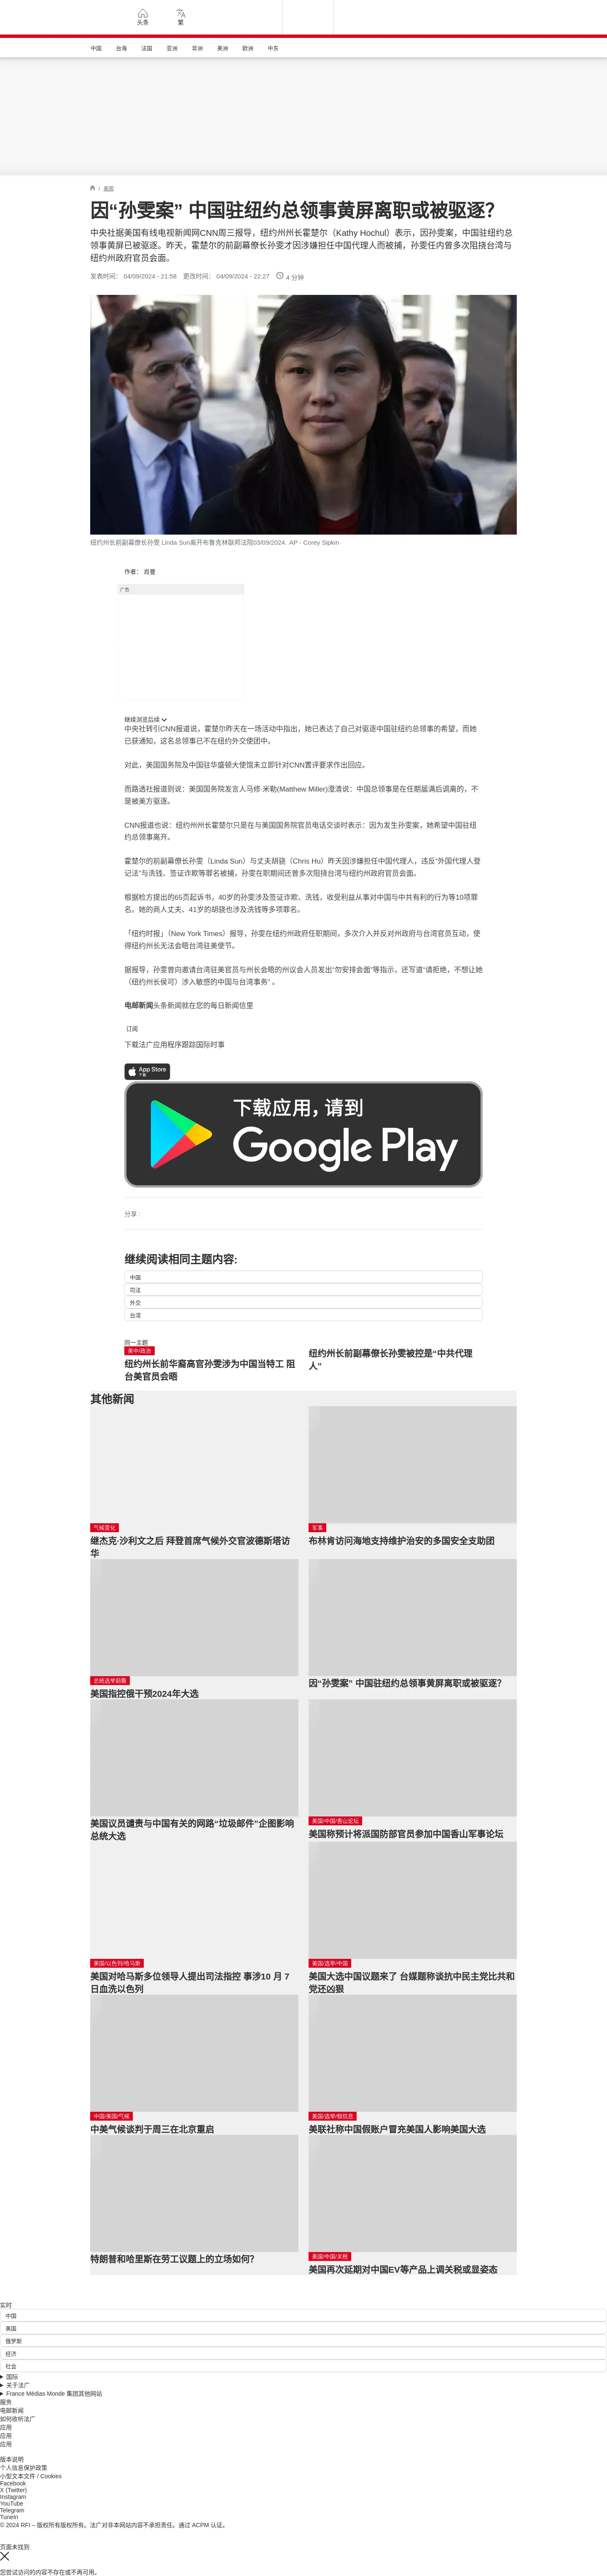 头条
繁
中国
台海
法国
亚洲
非洲
美洲
欧洲
中东
/ 美国
因“孙雯案” 中国驻纽约总领事黄屏离职或被驱逐？
中央社据美国有线电视新闻网CNN周三报导，纽约州州长霍楚尔（Kathy Hochul）表示，因孙雯案，中国驻纽约总
领事黄屏已被驱逐。昨天，霍楚尔的前副幕僚长孙雯才因涉嫌担任中国代理人而被捕，孙雯任内曾多次阻挠台湾与
纽约州政府官员会面。
发表时间： 04/09/2024 - 21:58 更改时间： 04/09/2024 - 22:27 4 分钟
纽约州长前副幕僚长孙雯 Linda Sun离开布鲁克林联邦法院03/09/2024. AP - Corey Sipkin
作者： 肖曼
广告
继续浏览后续
中央社转引CNN报道说，霍楚尔昨天在一场活动中指出，她已表达了自己对驱逐中国驻纽约总领事的希望，而她
已获通知，这名总领事已不在纽约外交使团中。
对此，美国国务院及中国驻华盛顿大使馆未立即针对CNN置评要求作出回应。
而路透社报道则说：美国国务院发言人马修·米勒(Matthew Miller)澄清说：中国总领事是在任期届满后调离的，不
是被美方驱逐。
CNN报道也说：纽约州州长霍楚尔只是在与美国国务院官员电话交谈时表示：因为发生孙雯案，她希望中国驻纽
约总领事离开。
霍楚尔的前副幕僚长孙雯（Linda Sun）与丈夫胡骁（Chris Hu）昨天因涉嫌担任中国代理人，违反“外国代理人登
记法”与洗钱、签证诈欺等罪名被捕，孙雯在职期间还曾多次阻挠台湾与纽约州政府官员会面。
根据检方提出的65页起诉书，40岁的孙雯涉及签证诈欺、洗钱，收受利益从事对中国与中共有利的行为等10项罪
名。她的商人丈夫、41岁的胡骁也涉及洗钱等多项罪名。
「纽约时报」（New York Times）报导，孙雯在纽约州政府任职期间，多次介入并反对州政府与台湾官员互动，使
得纽约州长无法会晤台湾驻美使节。
据报导，孙雯曾向邀请台湾驻美官员与州长会晤的州议会人员发出“勿安排会面”等指示，还写道“请拒绝，不想让她
（纽约州长侯可）涉入敏感的中国与台湾事务” 。
电邮新闻头条新闻就在您的每日新闻信里
订阅
下载法广应用程序跟踪国际时事
App Store
下载
下载应用，请到
Google Play
分享 :
继续阅读相同主题内容:
中国
司法
外交
台湾
同一主题
美中/政治
纽约州长前华裔高官孙雯涉为中国当特工 阻
台美官员会晤
纽约州长前副幕僚长孙雯被控是“中共代理
人”
其他新闻
气候变化
继杰克·沙利文之后 拜登首席气候外交官波德斯塔访
华
军事
布林肯访问海地支持维护治安的多国安全支助团
总统选举前瞻
美国指控俄干预2024年大选
因“孙雯案” 中国驻纽约总领事黄屏离职或被驱逐？
美国议员谴责与中国有关的网路“垃圾邮件”企图影响
总统大选
美国/中国/香山论坛
美国称预计将派国防部官员参加中国香山军事论坛
美国/以色列/哈马斯
美国对哈马斯多位领导人提出司法指控 事涉10 月 7
日血洗以色列
美国/选举/中国
美国大选中国议题来了 台媒题称谈抗中民主党比共和
党还凶狠
中国/美国/气候
中美气候谈判于周三在北京重启
美国/选举/假信息
美联社称中国假账户冒充美国人影响美国大选
特朗普和哈里斯在劳工议题上的立场如何？
美国/中国/关税
美国再次延期对中国EV等产品上调关税或显姿态
实时
中国
美国
俄罗斯
经济
社会
国际
关于法广
France Médias Monde 集团其他网站
服务
电邮新闻
如何收听法广
应用
应用
应用
版本说明
个人信息保护政策
小型文本文件 / Cookies
Facebook
X (Twitter)
Instagram
YouTube
Telegram
TuneIn
© 2024 RFI – 版权所有版权所有。法广对非本网站内容不承担责任。通过 ACPM 认证。
页面未找到
您尝试访问的内容不存在或不再可用。